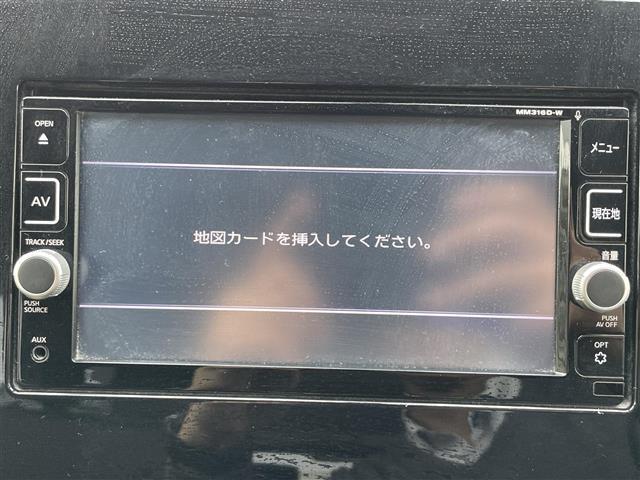 MM316D-W
OPEN
メニュー
AV
現在地
地図カードを挿入してください。
TRACK/SEEK
音量
PUSH
SOURCE
PUSH
AV OFF
AUX
OPT